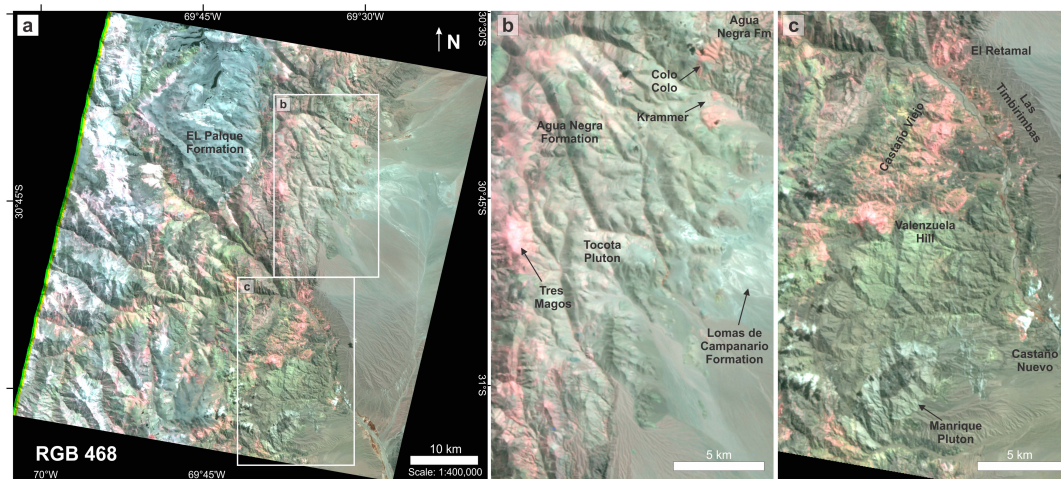 a
69°45'W
69°30'W
30°30'S
N
b
EL Palque
Formation
30°45'S
30°45'S
c
31°S
RGB 468
10 km
Scale: 1:400,000
70°W
69°45'W
b
Agua
Negra Fm
Colo
Colo
Krammer
Agua Negra
Formation
Tocota
Pluton
Tres
Magos
Lomas de
Campanario
Formation
5 km
c
El Retamal
Las
Timbirimbas
Castaño Viejo
Valenzuela
Hill
Castaño
Nuevo
Manrique
Pluton
5 km